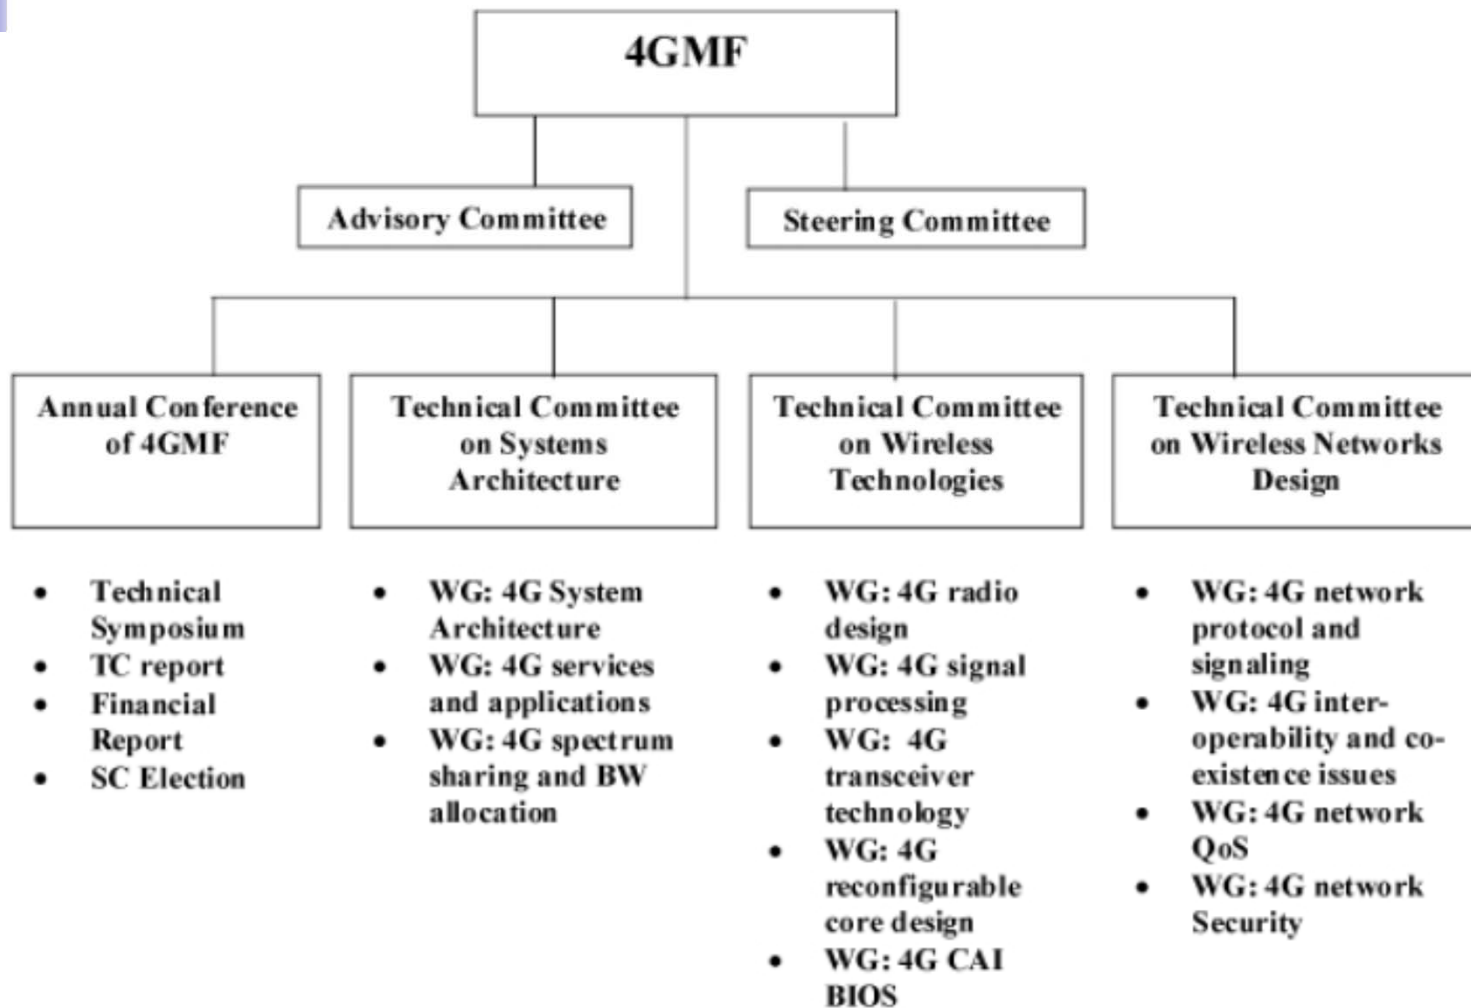 4GMF
Advisory Committee
Steering Committee
Annual Conference
of 4GMF
Technical Committee
on Systems
Architecture
Technical Committee
on Wireless
Technologies
Technical Committee
on Wireless Networks
Design
• Technical
Symposium
• TC report
• Financial
Report
• SC Election
• WG: 4G System
Architecture
• WG: 4G services
and applications
• WG: 4G spectrum
sharing and BW
allocation
• WG: 4G radio
design
• WG: 4G signal
processing
• WG: 4G
transceiver
technology
• WG: 4G
reconfigurable
core design
• WG: 4G CAI
BIOS
• WG: 4G network
protocol and
signaling
• WG: 4G inter-
operability and co-
existence issues
• WG: 4G network
QoS
• WG: 4G network
Security